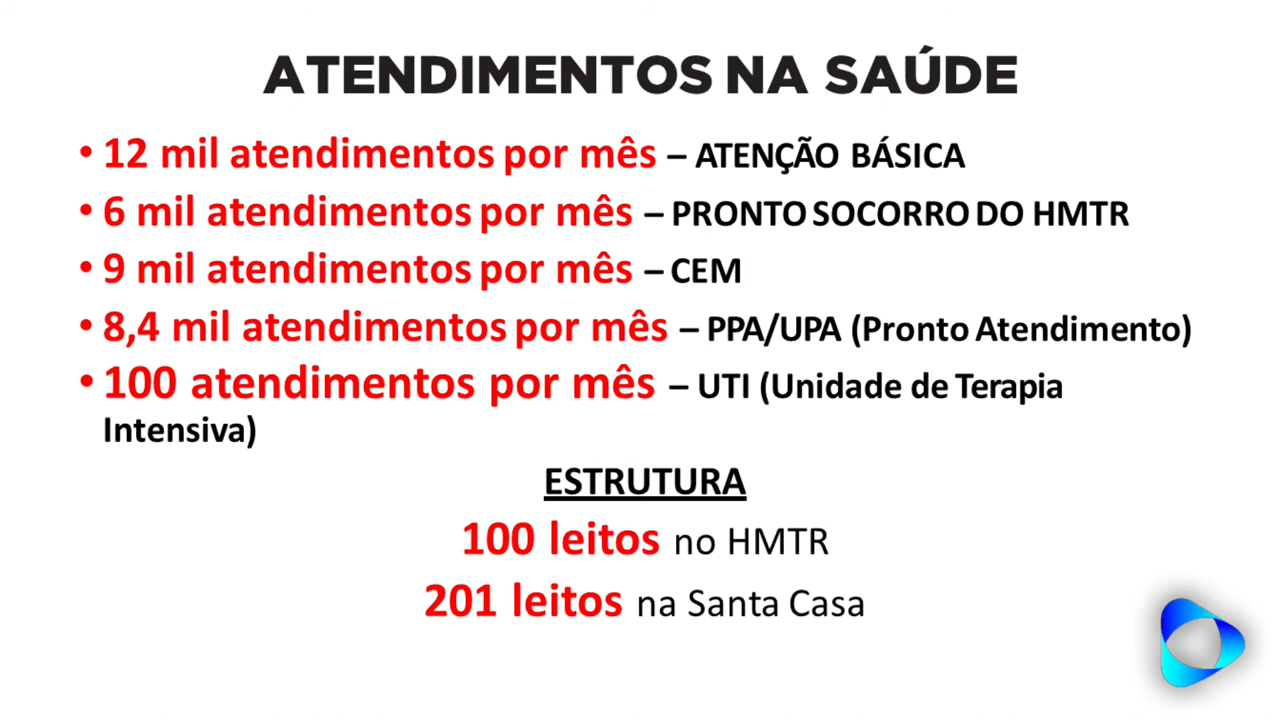 ATENDIMENTOS NA SAÚDE
• 12 mil atendimentos por mês – ATENÇÃO BÁSICA
• 6 mil atendimentos por mês – PRONTO SOCORRO DO HMTR
• 9 mil atendimentos por mês – CEM
• 8,4 mil atendimentos por mês – PPA/UPA (Pronto Atendimento)
• 100 atendimentos por mês – UTI (Unidade de Terapia
Intensiva)
ESTRUTURA
100 leitos no HMTR
201 leitos na Santa Casa